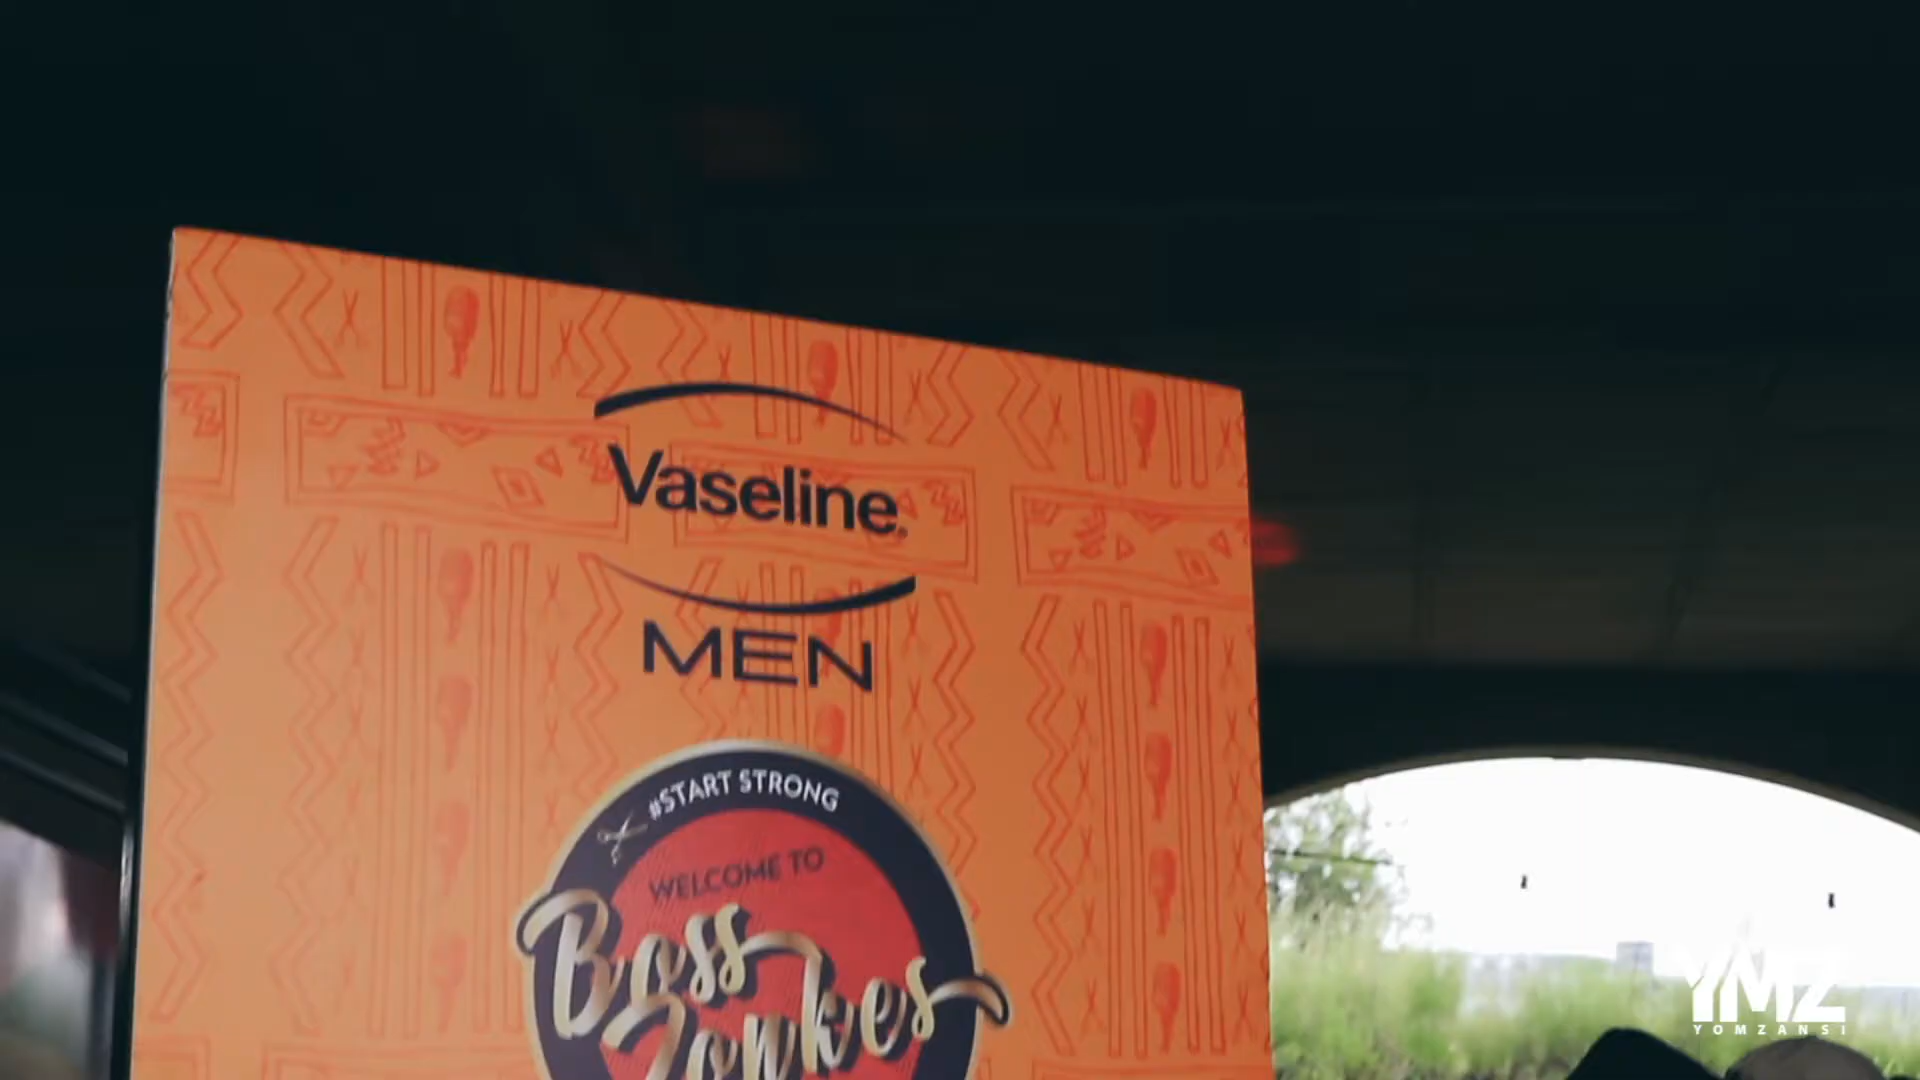 Vaseline
MEN
#START STRONG
WELCOME TO
Boss
Zonkes
YMZ
YOMZANSI